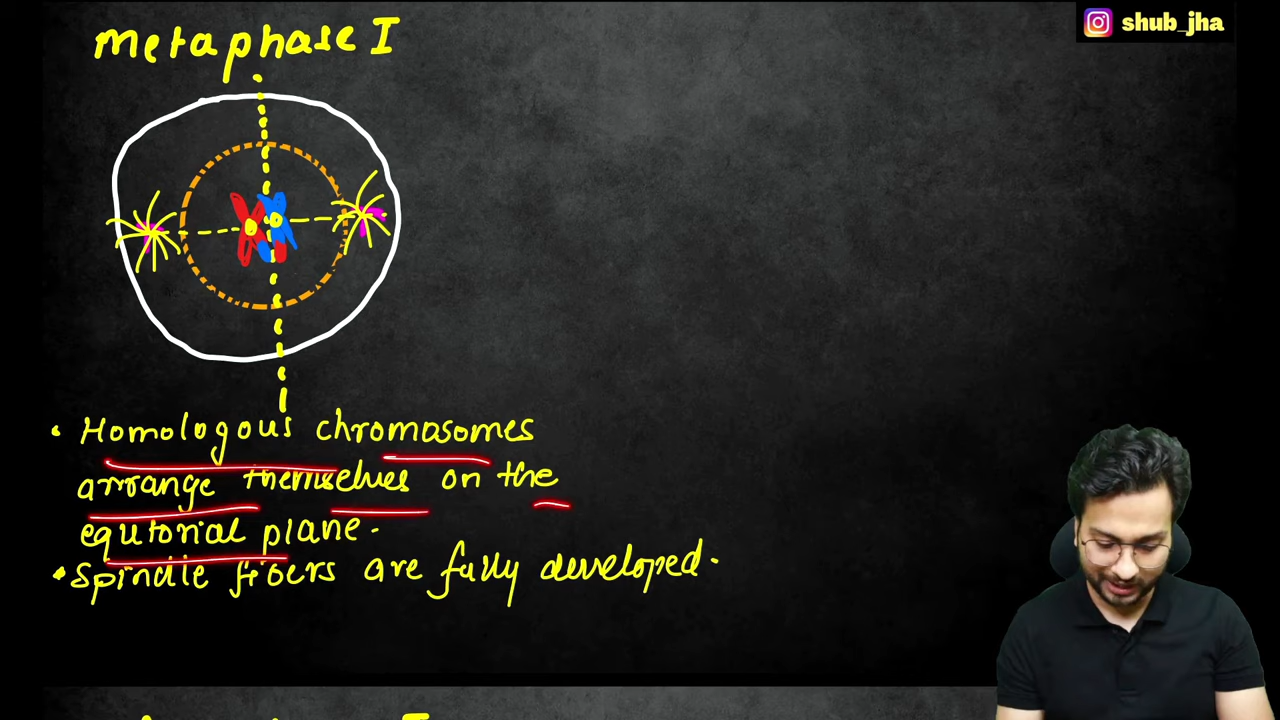 metaphase I
shub_jha
• Homologous chromosomes
arrange themselves on the
equtorial plane.
• Spindle fibers are fully developed.